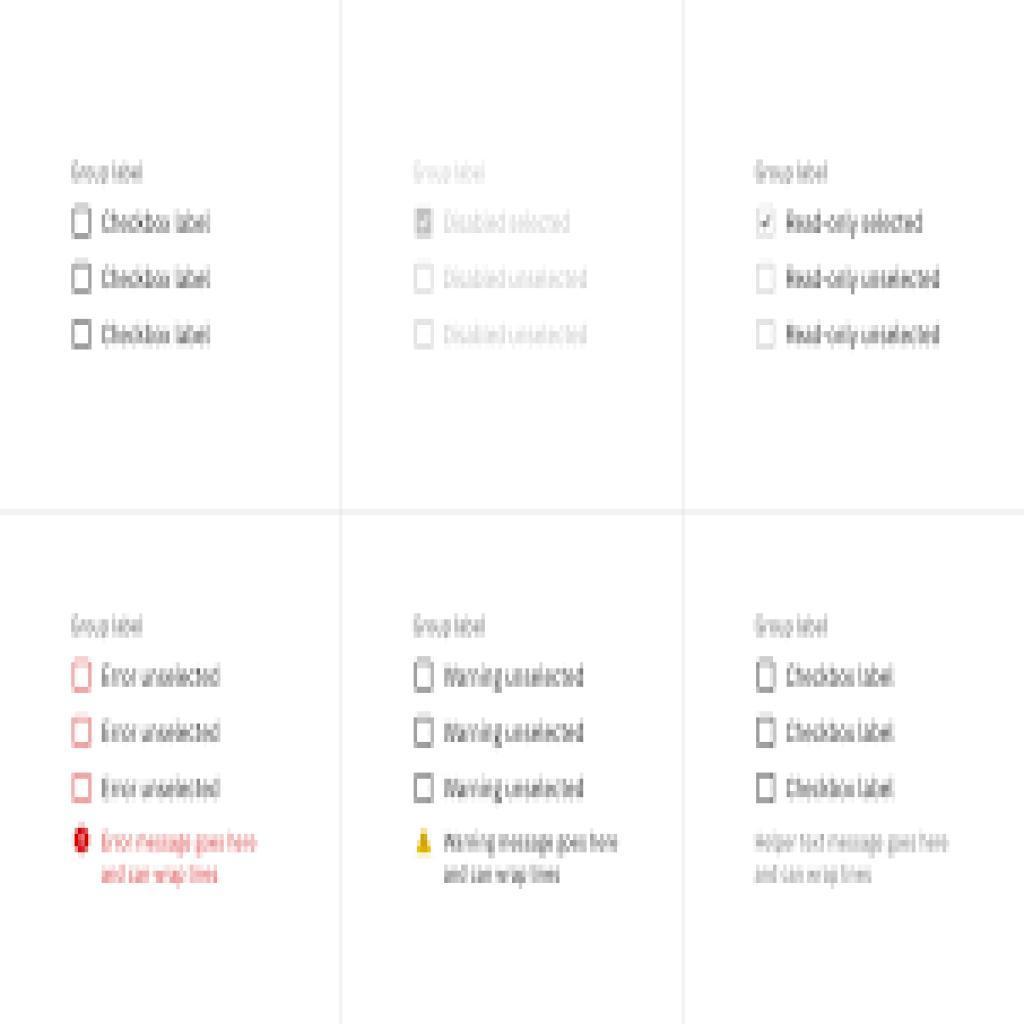 Group label
Checkbox label
Checkbox label
Checkbox label
Group label
Disabled selected
Disabled unselected
Disabled unselected
Group label
Read-only selected
Read-only unselected
Read-only unselected
Group label
Error unselected
Error unselected
Error unselected
Error message goes here
and can wrap lines
Group label
Warning unselected
Warning unselected
Warning unselected
Warning message goes here
and can wrap lines
Group label
Checkbox label
Checkbox label
Checkbox label
Helper text message goes here
and can wrap lines